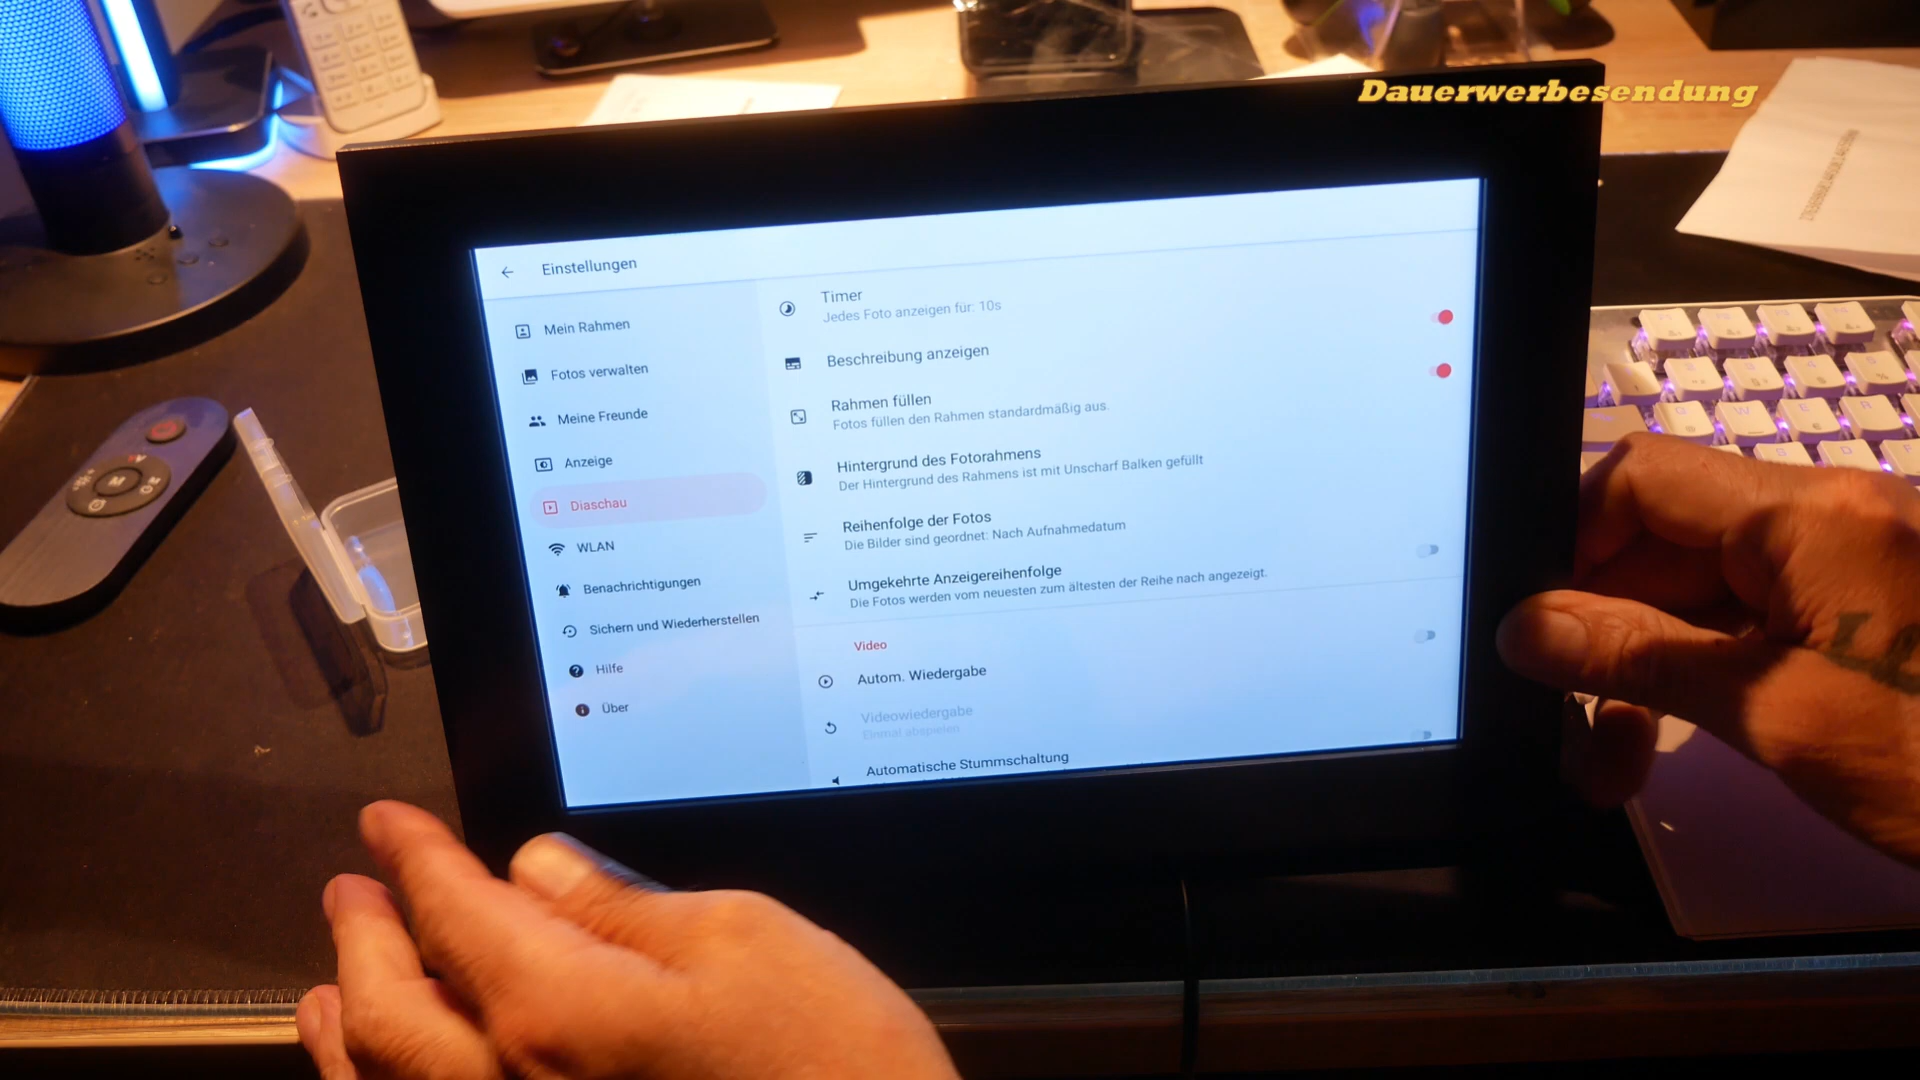 Dauerwerbesendung
Einstellungen
Mein Rahmen
Fotos verwalten
Meine Freunde
Anzeige
Diaschau
WLAN
Benachrichtigungen
Sichern und Wiederherstellen
Hilfe
Über
Timer
Jedes Foto anzeigen für: 10s
Beschreibung anzeigen
Rahmen füllen
Fotos füllen den Rahmen standardmäßig aus.
Hintergrund des Fotorahmens
Der Hintergrund des Rahmens ist mit Unscharf Balken gefüllt
Reihenfolge der Fotos
Die Bilder sind geordnet: Nach Aufnahmedatum
Umgekehrte Anzeigereihenfolge
Die Fotos werden vom neuesten zum ältesten der Reihe nach angezeigt.
Video
Autom. Wiedergabe
Videowiedergabe
Einmal abspielen
Automatische Stummschaltung
M